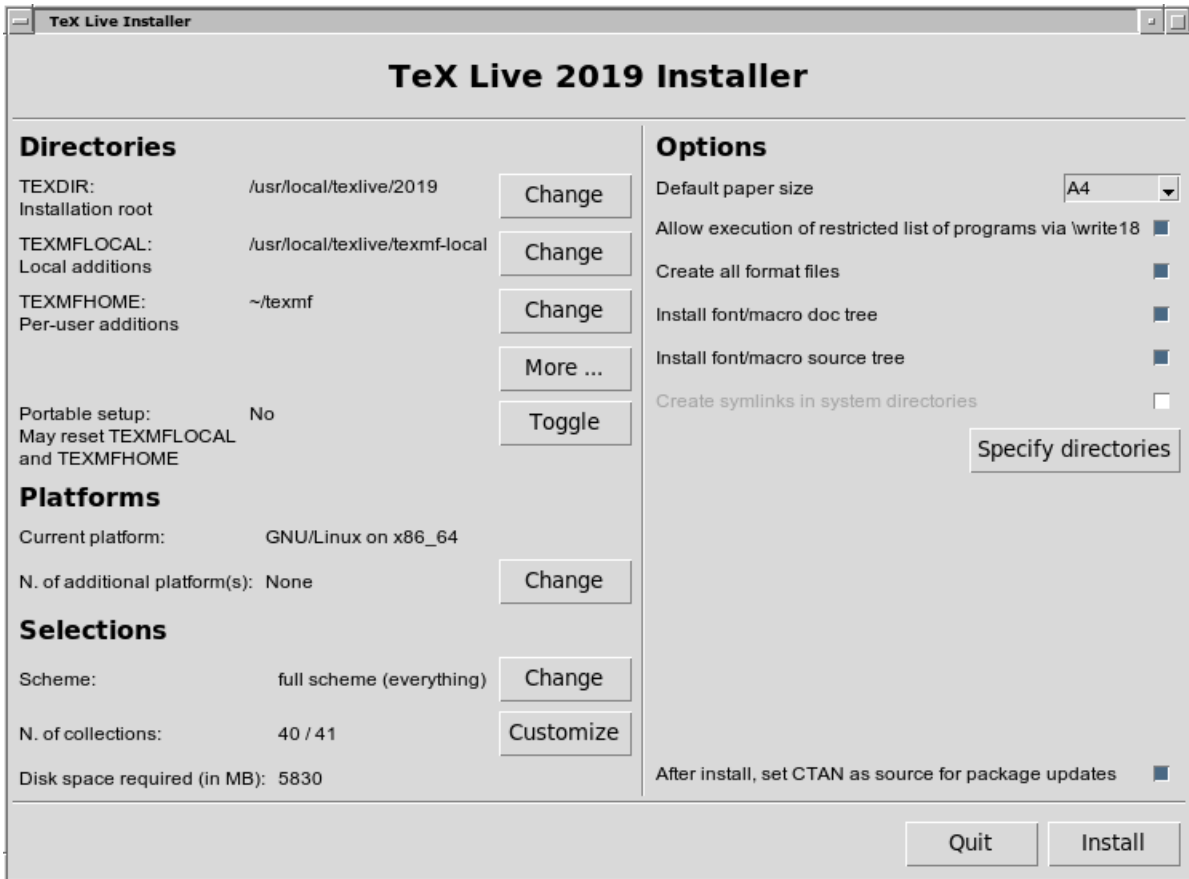 TeX Live Installer
TeX Live 2019 Installer
Directories
TEXDIR: /usr/local/texlive/2019 Change
Installation root
TEXMFLOCAL: /usr/local/texlive/texmf-local Change
Local additions
TEXMFHOME: ~/texmf Change
Per-user additions
More ...
Portable setup: No Toggle
May reset TEXMFLOCAL
and TEXMFHOME
Platforms
Current platform: GNU/Linux on x86_64
N. of additional platform(s): None Change
Selections
Scheme: full scheme (everything) Change
N. of collections: 40 / 41 Customize
Disk space required (in MB): 5830
Options
Default paper size A4
Allow execution of restricted list of programs via \write18
Create all format files
Install font/macro doc tree
Install font/macro source tree
Create symlinks in system directories
Specify directories
After install, set CTAN as source for package updates
Quit Install